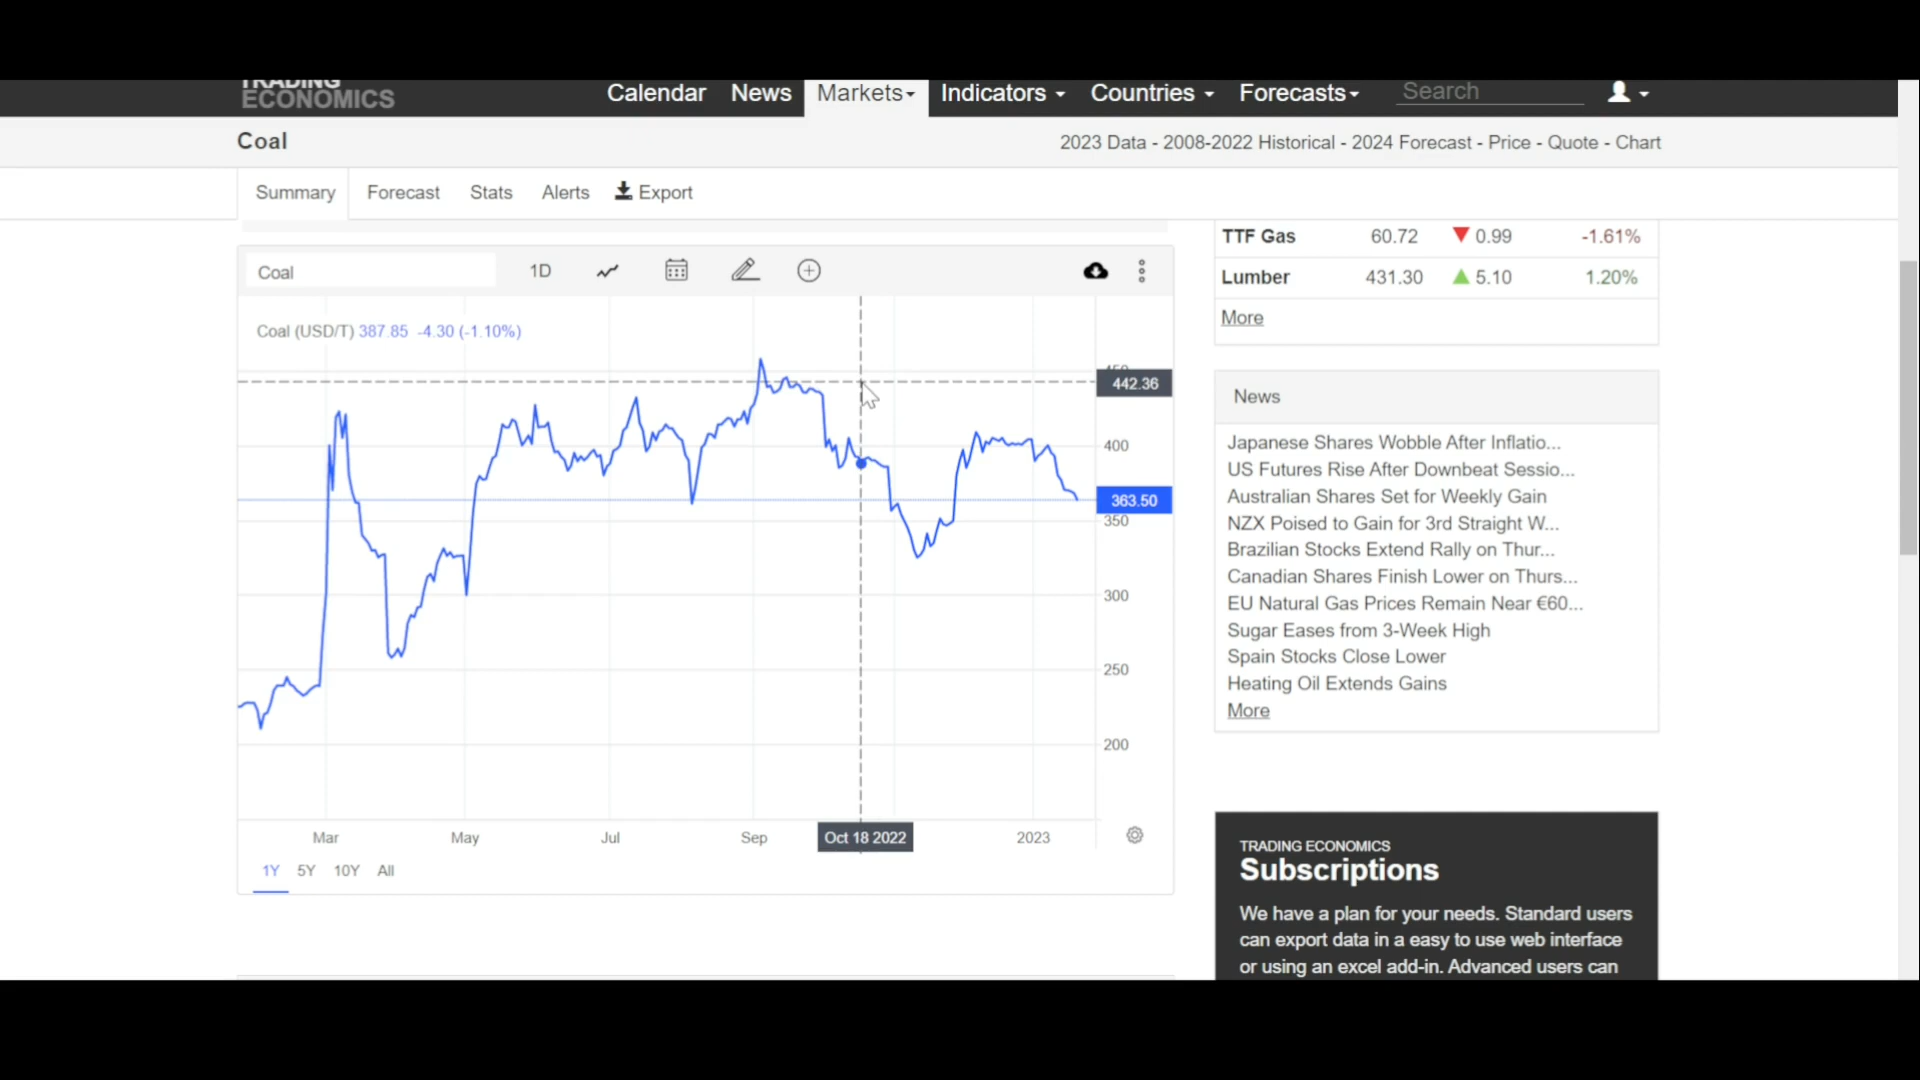 TRADING
ECONOMICS
Calendar News Markets Indicators Countries Forecasts Search
Coal
2023 Data - 2008-2022 Historical - 2024 Forecast - Price - Quote - Chart
Summary Forecast Stats Alerts Export
TTF Gas 60.72 0.99 -1.61%
Lumber 431.30 5.10 1.20%
More
Coal 1D
Coal (USD/T) 387.85 -4.30 (-1.10%)
450
442.36
400
363.50
350
300
250
200
Mar May Jul Sep Oct 18 2022 2023
1Y 5Y 10Y All
News
Japanese Shares Wobble After Inflatio...
US Futures Rise After Downbeat Sessio...
Australian Shares Set for Weekly Gain
NZX Poised to Gain for 3rd Straight W...
Brazilian Stocks Extend Rally on Thur...
Canadian Shares Finish Lower on Thurs...
EU Natural Gas Prices Remain Near €60...
Sugar Eases from 3-Week High
Spain Stocks Close Lower
Heating Oil Extends Gains
More
TRADING ECONOMICS
Subscriptions
We have a plan for your needs. Standard users
can export data in a easy to use web interface
or using an excel add-in. Advanced users can